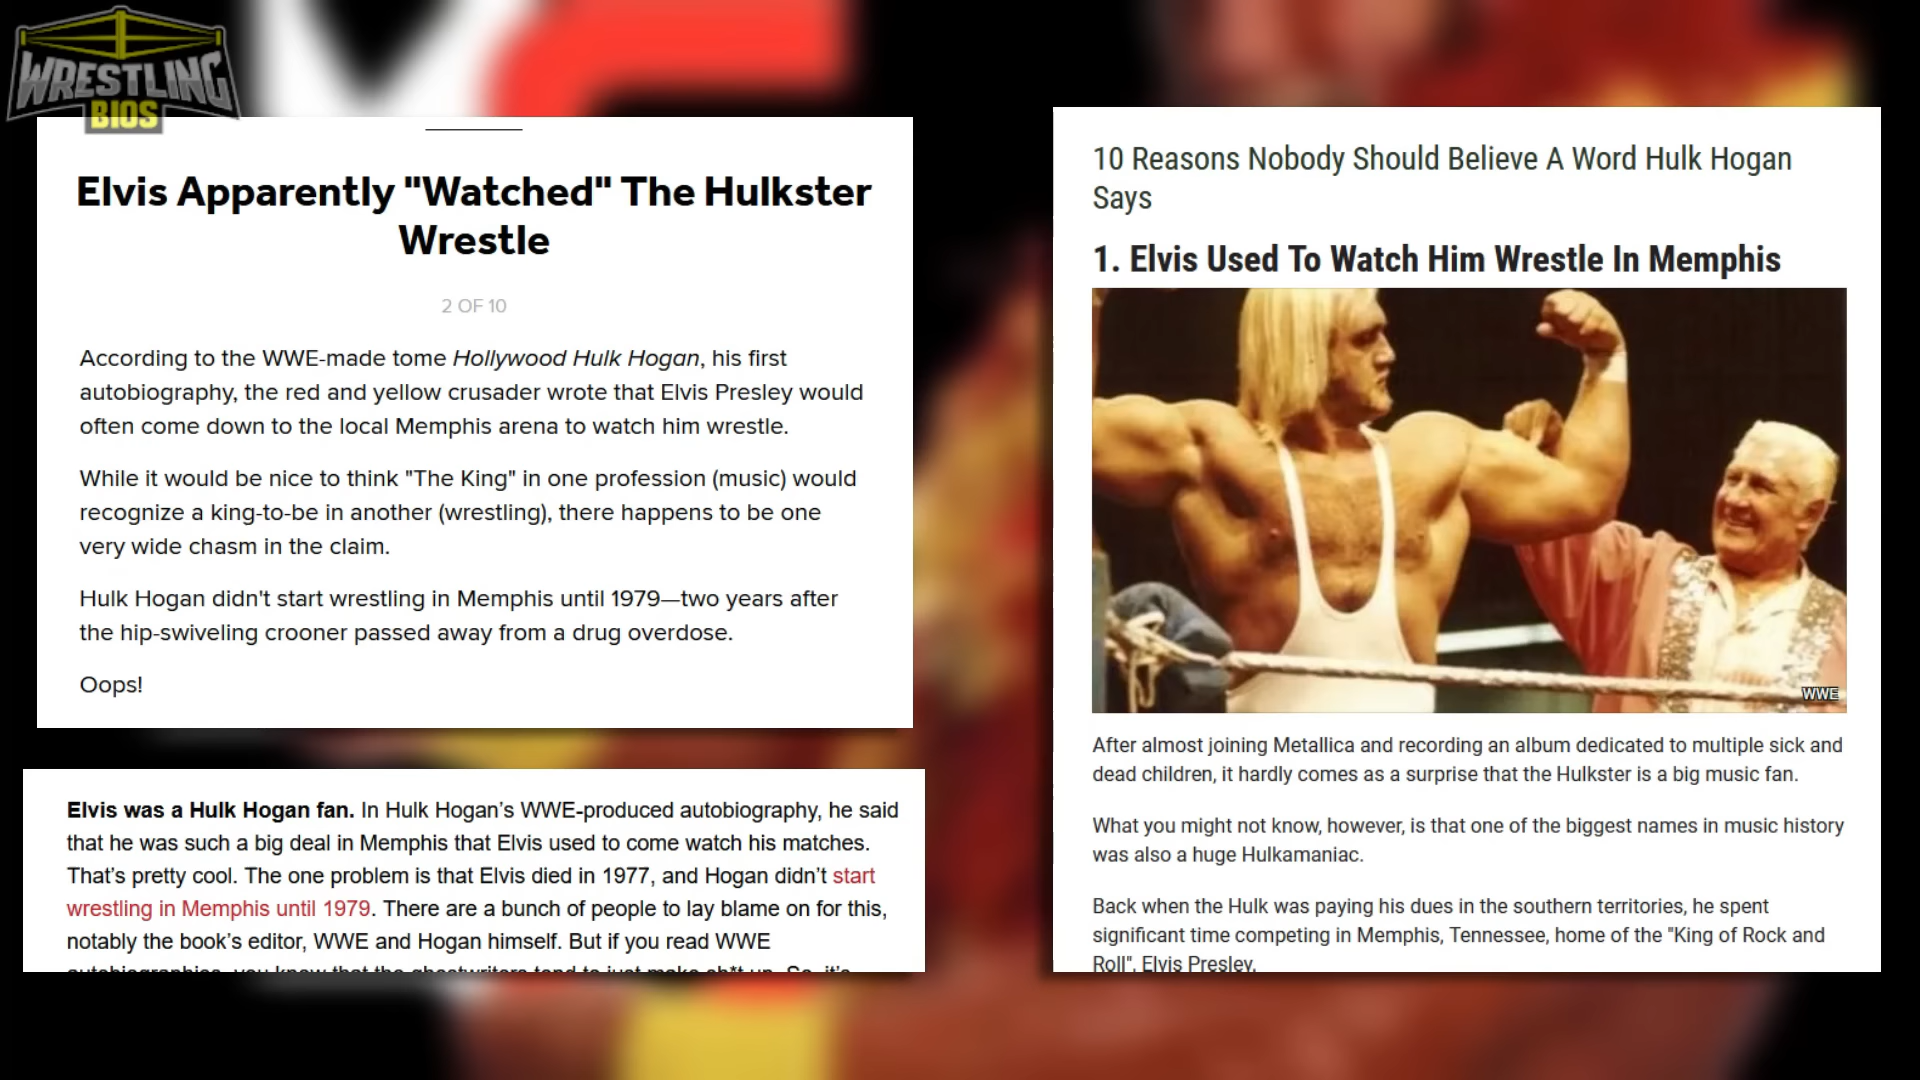 WRESTLING
BIOS
Elvis Apparently "Watched" The Hulkster
Wrestle
2 OF 10
According to the WWE-made tome Hollywood Hulk Hogan, his first
autobiography, the red and yellow crusader wrote that Elvis Presley would
often come down to the local Memphis arena to watch him wrestle.
While it would be nice to think "The King" in one profession (music) would
recognize a king-to-be in another (wrestling), there happens to be one
very wide chasm in the claim.
Hulk Hogan didn't start wrestling in Memphis until 1979—two years after
the hip-swiveling crooner passed away from a drug overdose.
Oops!
Elvis was a Hulk Hogan fan. In Hulk Hogan’s WWE-produced autobiography, he said
that he was such a big deal in Memphis that Elvis used to come watch his matches.
That’s pretty cool. The one problem is that Elvis died in 1977, and Hogan didn’t start
wrestling in Memphis until 1979. There are a bunch of people to lay blame on for this,
notably the book’s editor, WWE and Hogan himself. But if you read WWE
autobiographies, you know that the ghostwriters tend to just make sh*t up. So, it’s
10 Reasons Nobody Should Believe A Word Hulk Hogan
Says
1. Elvis Used To Watch Him Wrestle In Memphis
WWE
After almost joining Metallica and recording an album dedicated to multiple sick and
dead children, it hardly comes as a surprise that the Hulkster is a big music fan.
What you might not know, however, is that one of the biggest names in music history
was also a huge Hulkamaniac.
Back when the Hulk was paying his dues in the southern territories, he spent
significant time competing in Memphis, Tennessee, home of the "King of Rock and
Roll", Elvis Presley.